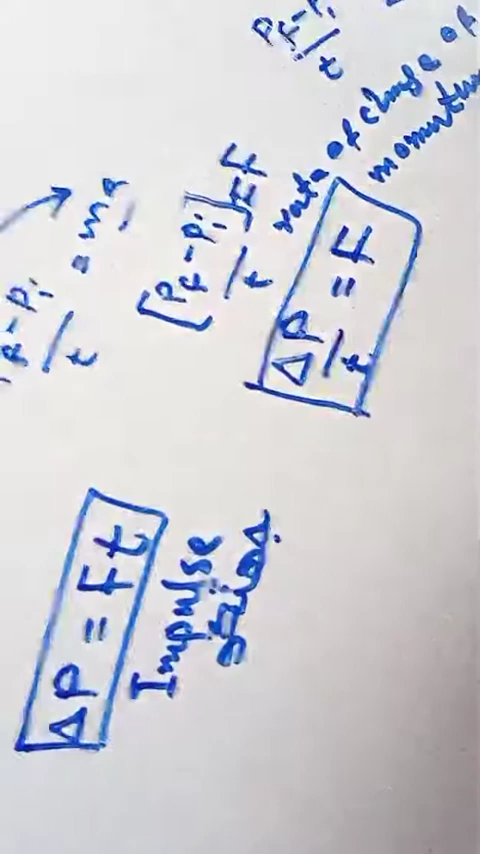 Pf-Pi/t
Pf-Pi/t = ma
[Pf-Pi/t] = F
rate of change of
momentum
ΔP/t = F
ΔP = Ft
Impulse